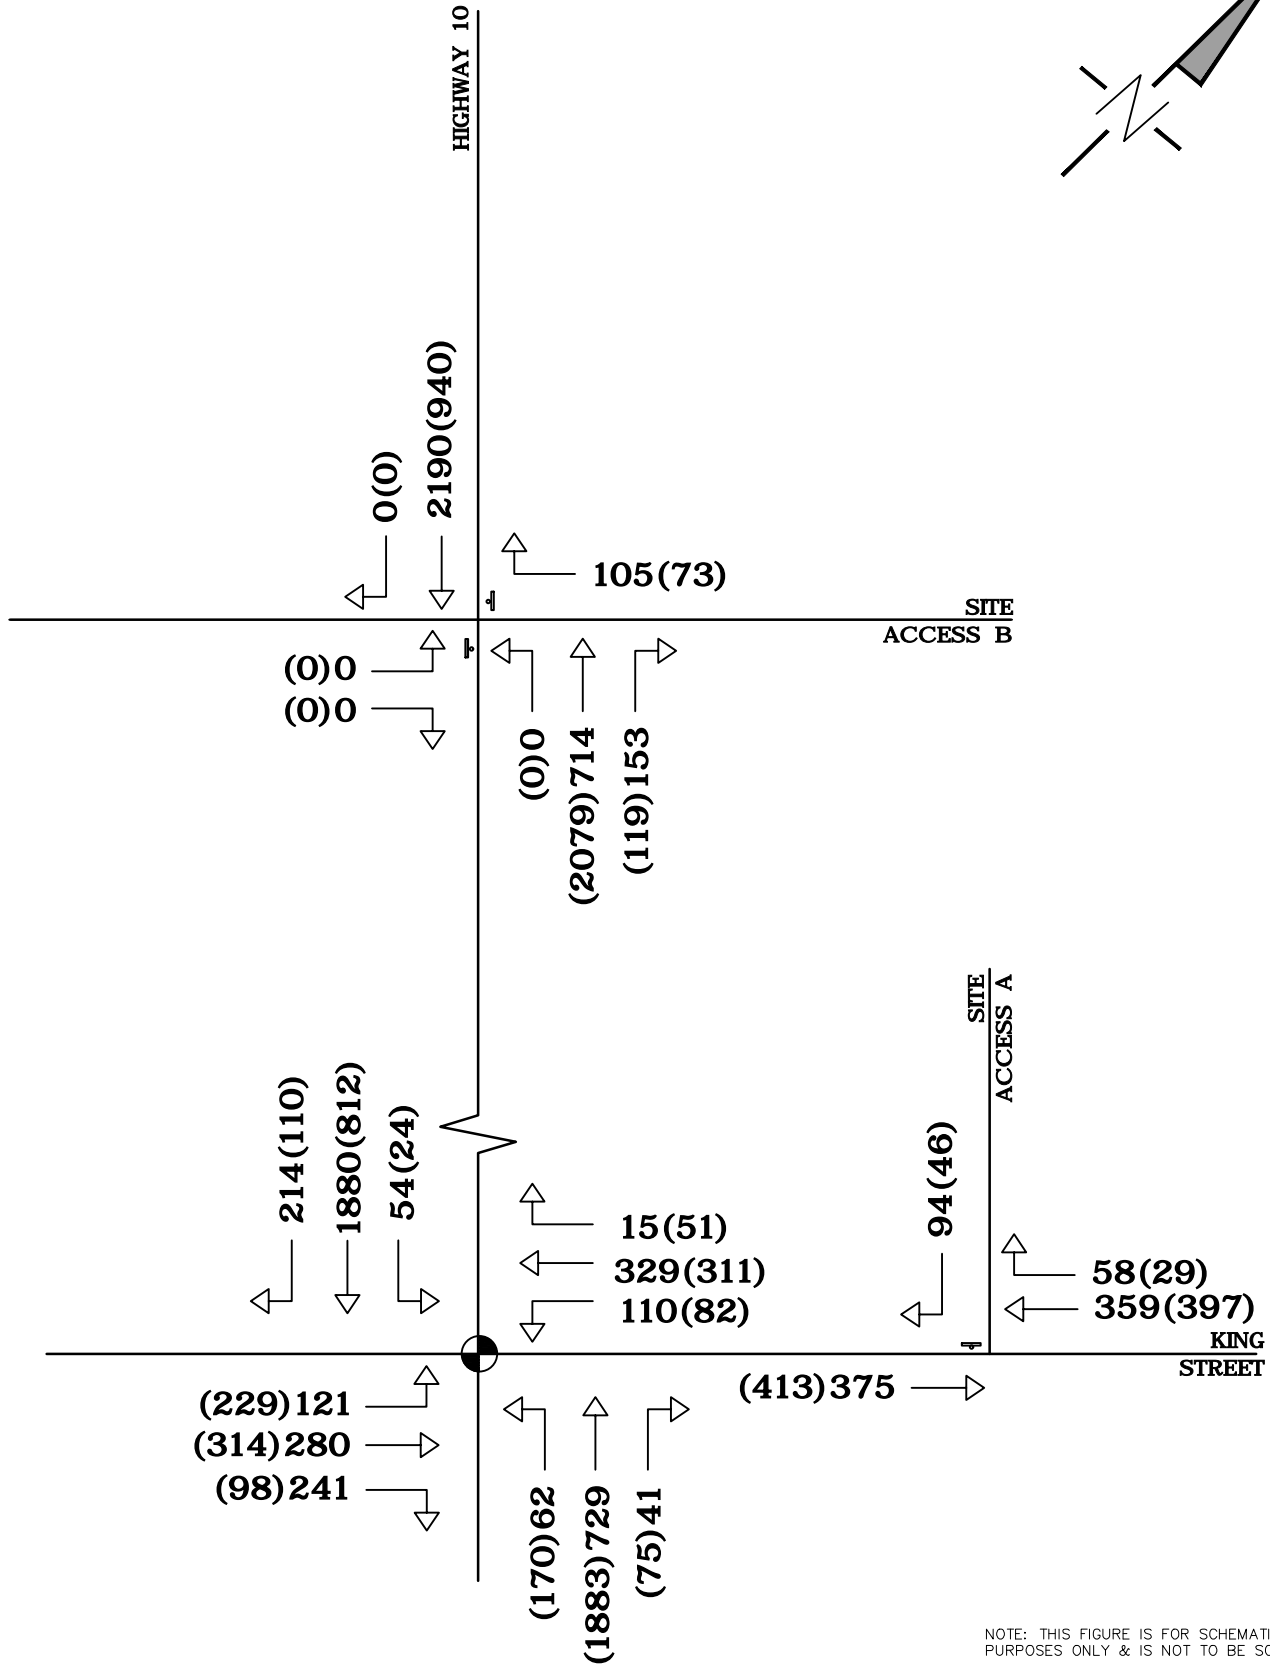 HIGHWAY 10
0(0)
2190(940)
105(73)
SITE
ACCESS B
(0)0
(0)0
(0)0
(2079)714
(119)153
SITE
ACCESS A
214(110)
1880(812)
54(24)
94(46)
15(51)
329(311)
110(82)
58(29)
359(397)
KING
STREET
(413)375
(229)121
(314)280
(98)241
(170)62
(1883)729
(75)41
NOTE: THIS FIGURE IS FOR SCHEMATI
PURPOSES ONLY & IS NOT TO BE SC